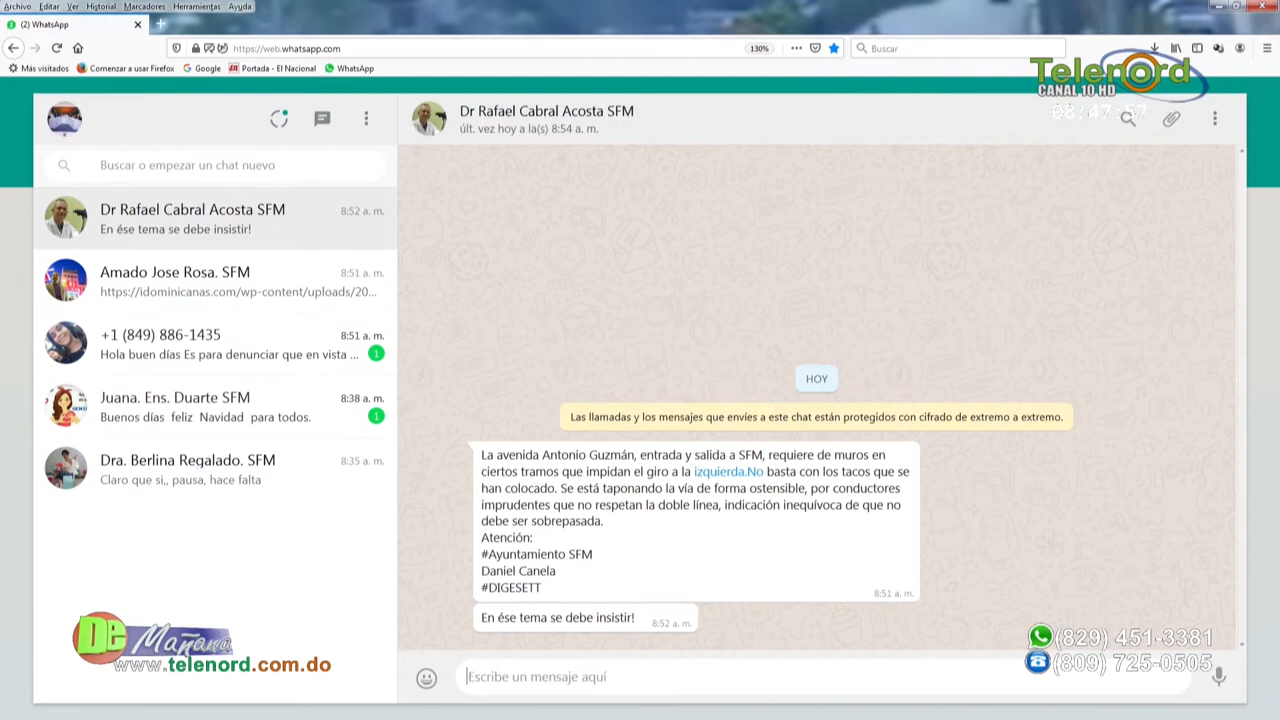 Archivo Editar Ver Historial Marcadores Herramientas Ayuda
(2) WhatsApp
https://web.whatsapp.com
130%
Buscar
Más visitados Comenzar a usar Firefox Google Portada - El Nacional WhatsApp
Telenord
CANAL 10 HD
08:47:57
Dr Rafael Cabral Acosta SFM
últ. vez hoy a la(s) 8:54 a. m.
Buscar o empezar un chat nuevo
Dr Rafael Cabral Acosta SFM 8:52 a. m.
En ése tema se debe insistir!
Amado Jose Rosa. SFM 8:51 a. m.
https://idominicanas.com/wp-content/uploads/20...
+1 (849) 886-1435 8:51 a. m.
Hola buen días Es para denunciar que en vista ... 1
Juana. Ens. Duarte SFM 8:38 a. m.
Buenos días feliz Navidad para todos. 1
Dra. Berlina Regalado. SFM 8:35 a. m.
Claro que si,, pausa, hace falta
HOY
Las llamadas y los mensajes que envíes a este chat están protegidos con cifrado de extremo a extremo.
La avenida Antonio Guzmán, entrada y salida a SFM, requiere de muros en
ciertos tramos que impidan el giro a la izquierda.No basta con los tacos que se
han colocado. Se está taponando la vía de forma ostensible, por conductores
imprudentes que no respetan la doble línea, indicación inequívoca de que no
debe ser sobrepasada.
Atención:
#Ayuntamiento SFM
Daniel Canela
#DIGESETT
8:51 a. m.
En ése tema se debe insistir! 8:52 a. m.
Escribe un mensaje aquí
De Mañana
www.telenord.com.do
(829) 451-3381
(809) 725-0505